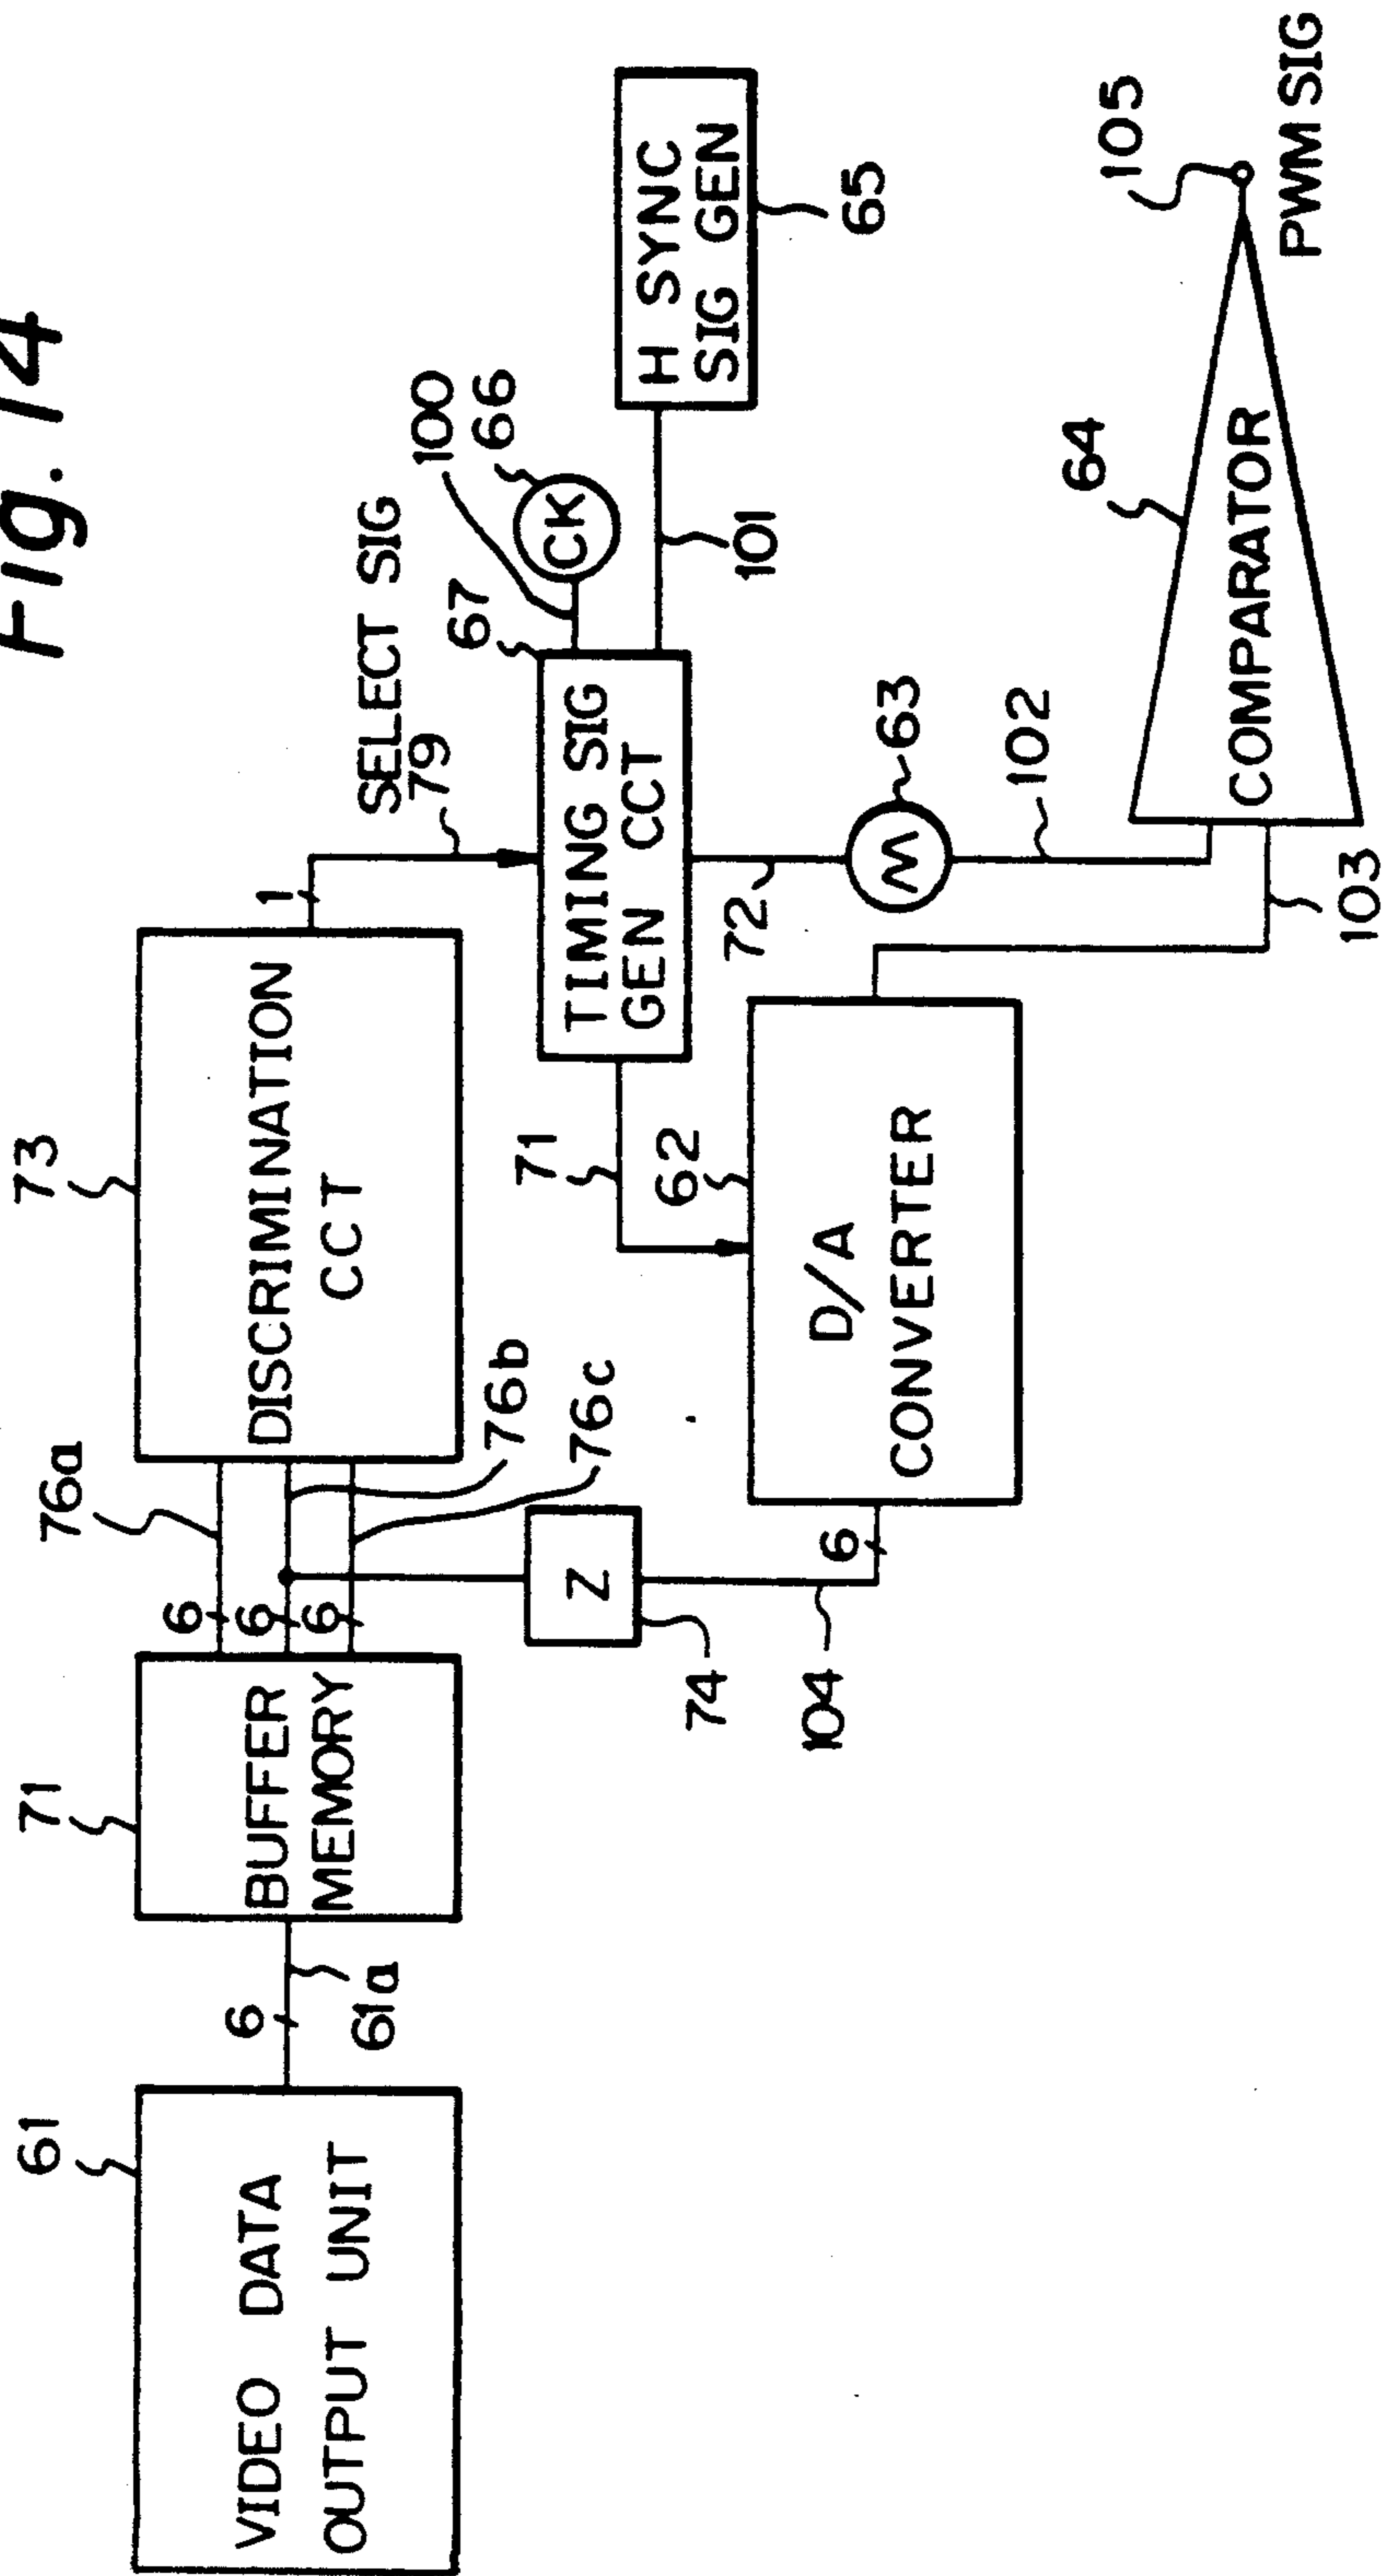 Fig. 14
61
VIDEO DATA
OUTPUT UNIT
6
61a
71
BUFFER
MEMORY
6
6
6
76a
76b
76c
73
DISCRIMINATION
CCT
1
SELECT SIG
79
67
TIMING SIG
GEN CCT
100
66
CK
101
H SYNC
SIG GEN
65
Z
74
104
6
71
62
D/A
CONVERTER
72
63
102
103
64
COMPARATOR
105
PWM SIG